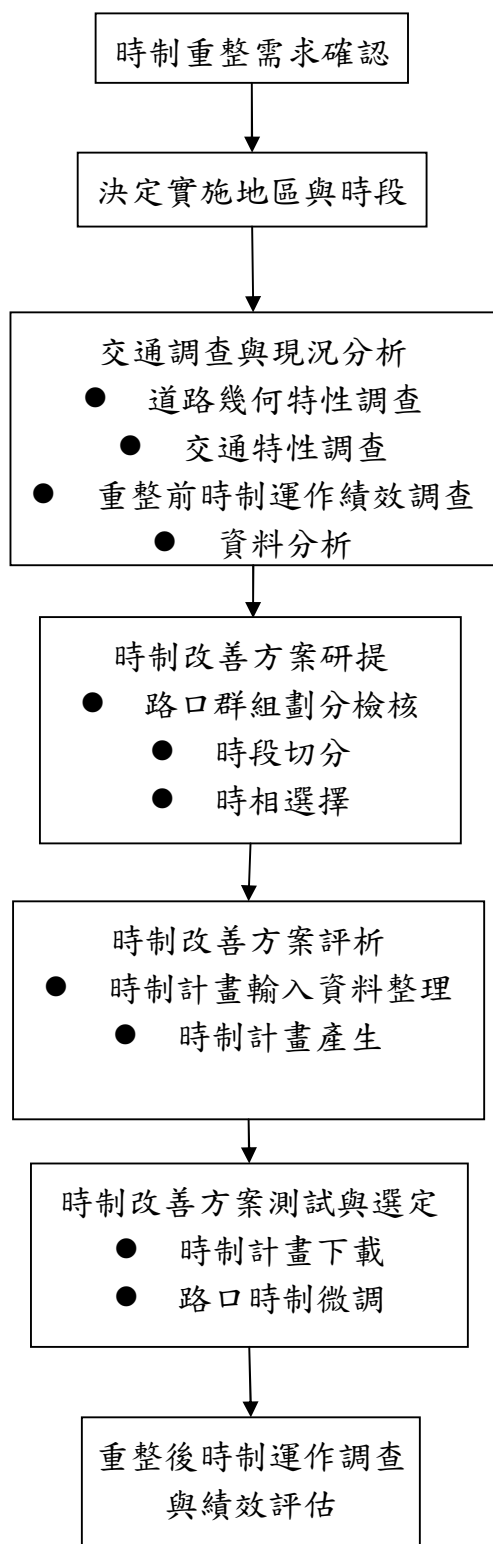 時制重整需求確認
決定實施地區與時段
交通調查與現況分析
● 道路幾何特性調查
● 交通特性調查
● 重整前時制運作績效調查
● 資料分析
時制改善方案研提
● 路口群組劃分檢核
● 時段切分
● 時相選擇
時制改善方案評析
● 時制計畫輸入資料整理
● 時制計畫產生
時制改善方案測試與選定
● 時制計畫下載
● 路口時制微調
重整後時制運作調查
與績效評估